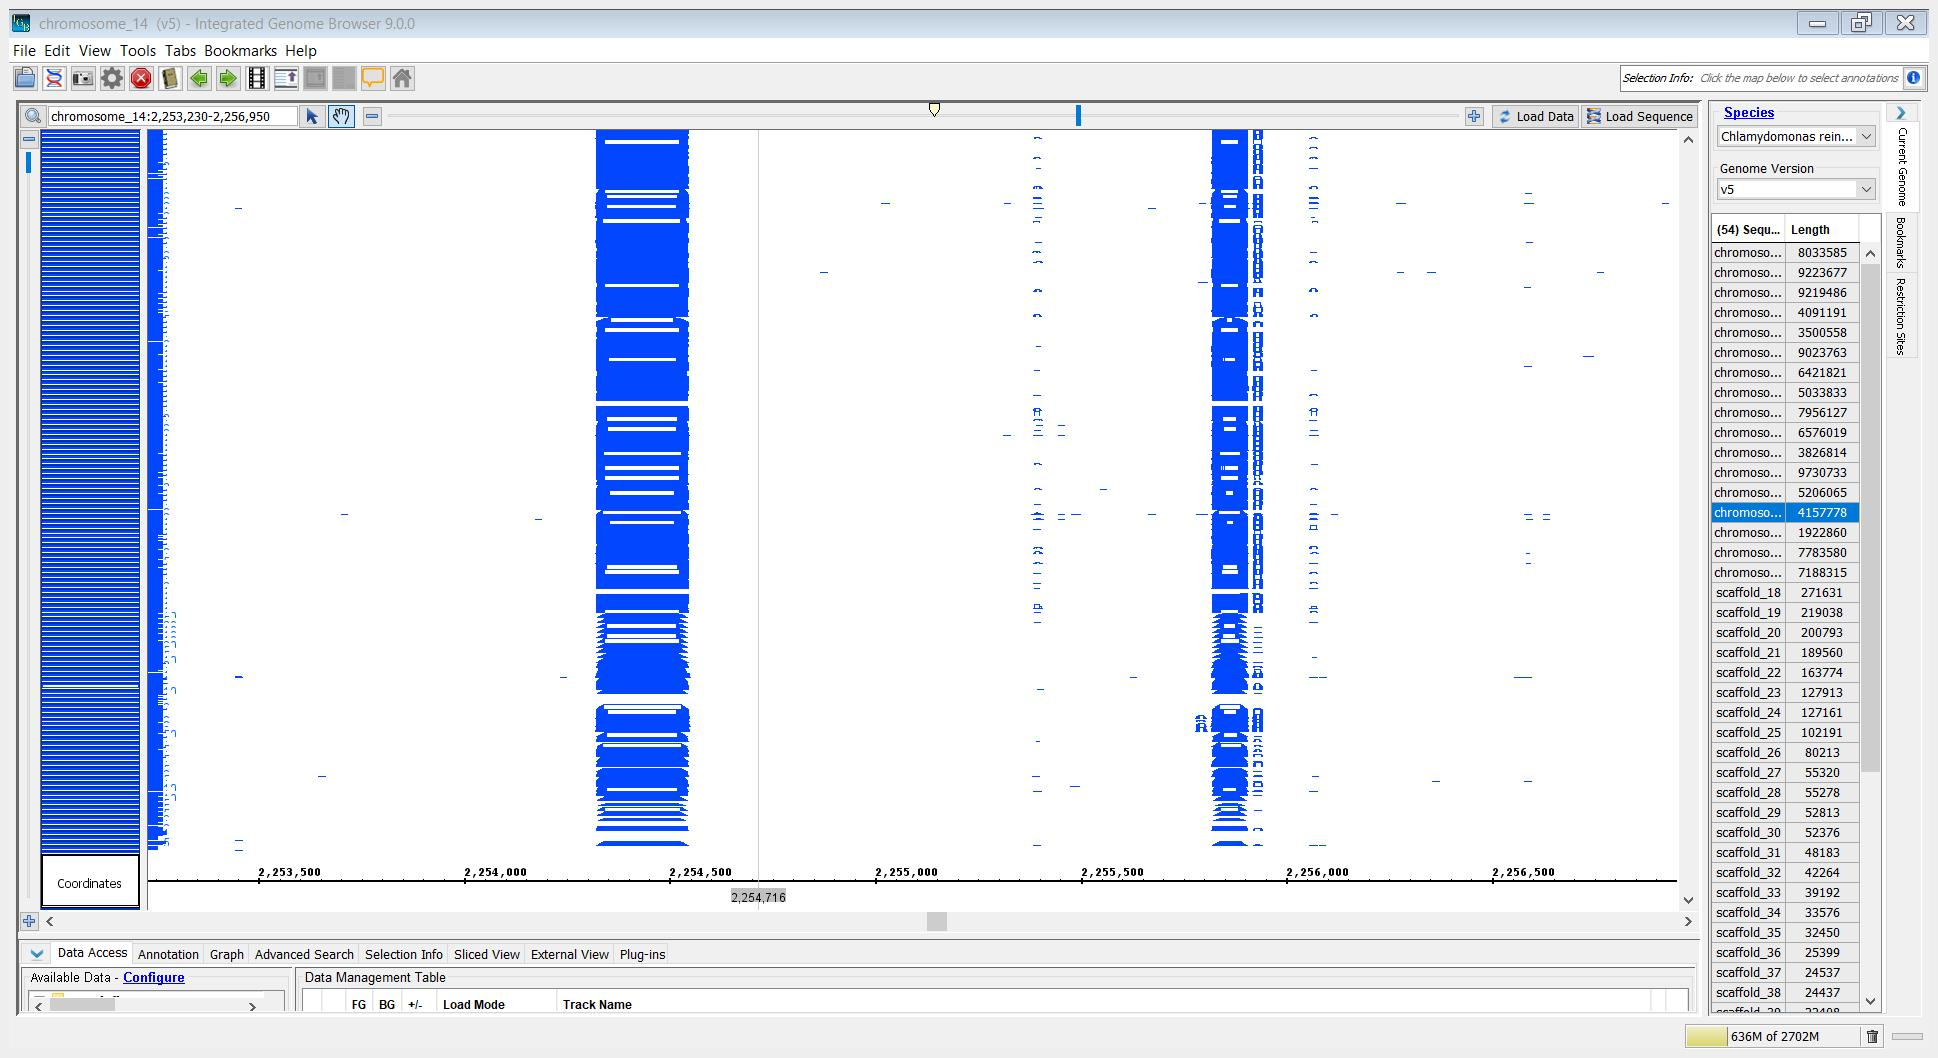 chromosome_14 (v5) - Integrated Genome Browser 9.0.0
File Edit View Tools Tabs Bookmarks Help
Selection Info: Click the map below to select annotations
chromosome_14:2,253,230-2,256,950
Load Data
Load Sequence
2,253,500 2,254,000 2,254,500 2,255,000 2,255,500 2,256,000 2,256,500
Coordinates
2,254,716
Data Access Annotation Graph Advanced Search Selection Info Sliced View External View Plug-ins
Available Data - Configure
Data Management Table
FG BG +/- Load Mode Track Name
Species
Chlamydomonas rein...
Genome Version
v5
(54) Sequ... Length
chromoso... 8033585
chromoso... 9223677
chromoso... 9219486
chromoso... 4091191
chromoso... 3500558
chromoso... 9023763
chromoso... 6421821
chromoso... 5033833
chromoso... 7956127
chromoso... 6576019
chromoso... 3826814
chromoso... 9730733
chromoso... 5206065
chromoso... 4157778
chromoso... 1922860
chromoso... 7783580
chromoso... 7188315
scaffold_18 271631
scaffold_19 219038
scaffold_20 200793
scaffold_21 189560
scaffold_22 163774
scaffold_23 127913
scaffold_24 127161
scaffold_25 102191
scaffold_26 80213
scaffold_27 55320
scaffold_28 55278
scaffold_29 52813
scaffold_30 52376
scaffold_31 48183
scaffold_32 42264
scaffold_33 39192
scaffold_34 33576
scaffold_35 32450
scaffold_36 25399
scaffold_37 24537
scaffold_38 24437
Current Genome
Bookmarks
Restriction Sites
636M of 2702M